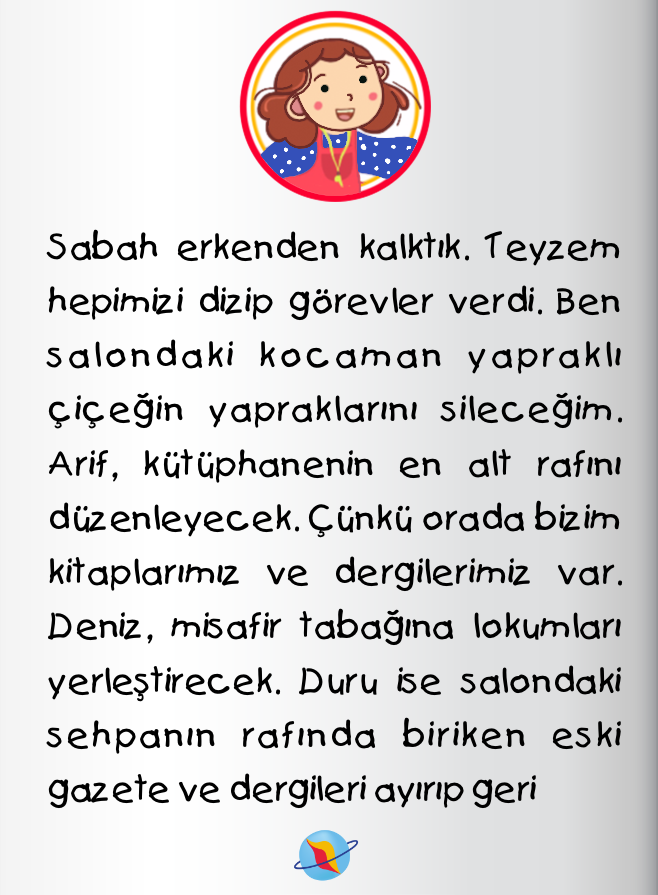 Sabah erkenden kalktık. Teyzem
hepimizi dizip görevler verdi. Ben
salondaki kocaman yapraklı
çiçeğin yapraklarını sileceğim.
Arif, kütüphanenin en alt rafını
düzenleyecek. Çünkü orada bizim
kitaplarımız ve dergilerimiz var.
Deniz, misafir tabağına lokumları
yerleştirecek. Duru ise salondaki
sehpanın rafında biriken eski
gazete ve dergileri ayırıp geri